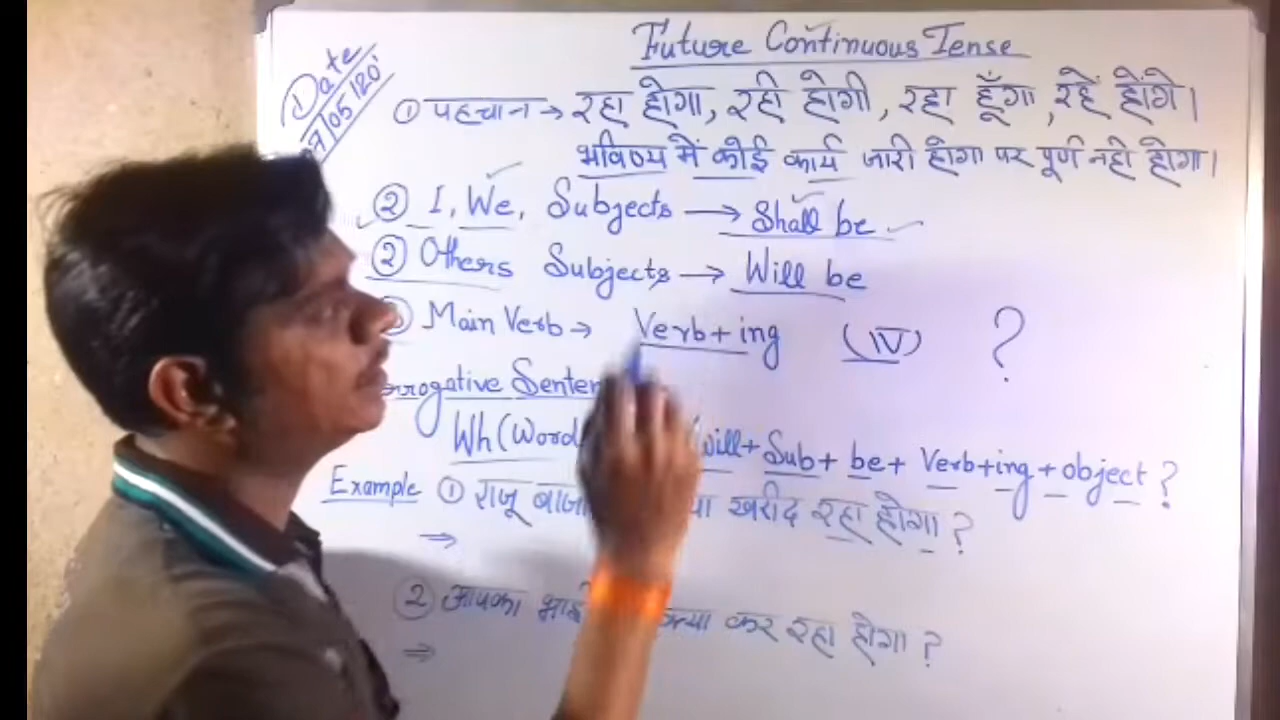 Future Continuous Tense
Date
/05/20
① पहचान → रहा होगा, रही होगी, रहा हूँगा, रहें होंगे।
भविष्य में कोई कार्य जारी होगा पर पूर्ण नही होगा।
② I, We, Subjects → Shall be
② Others Subjects → Will be
Main Verb → Verb+ing (IV) ?
Wh(Word will+Sub+be+Verb+ing+object?
Example ① राजू खरीद रहा होगा?
⇒
② आपका कर रहा होगा?
⇒